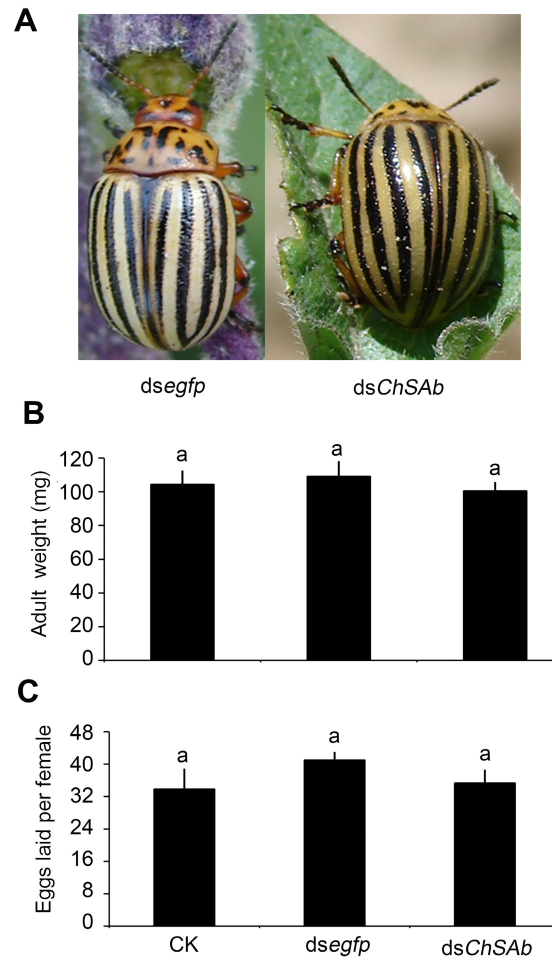 A
dsegfp dsChSAb
B
Adult weight (mg)
120
100
80
60
40
20
0
a a a
C
Eggs laid per female
48
40
32
24
16
8
0
a a a
CK dsegfp dsChSAb